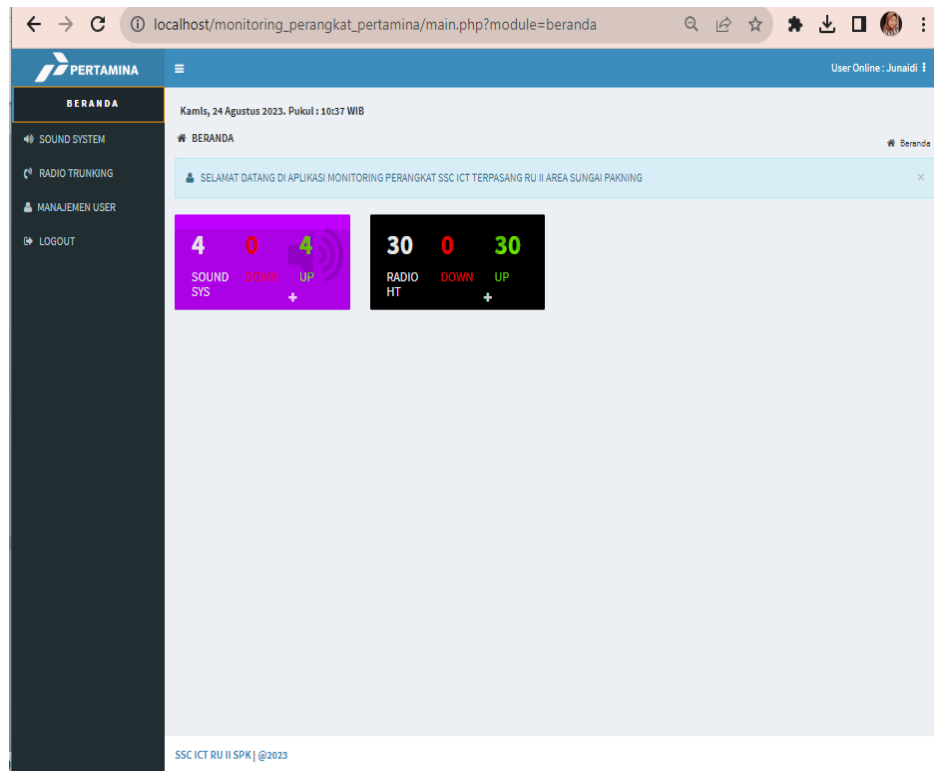 localhost/monitoring_perangkat_pertamina/main.php?module=beranda
PERTAMINA
User Online : Junaidi
BERANDA
Kamis, 24 Agustus 2023. Pukul : 10:37 WIB
SOUND SYSTEM
BERANDA
Beranda
RADIO TRUNKING
SELAMAT DATANG DI APLIKASI MONITORING PERANGKAT SSC ICT TERPASANG RU II AREA SUNGAI PAKNING
×
MANAJEMEN USER
LOGOUT
4 0 4
SOUND SYS DOWN UP
+
30 0 30
RADIO HT DOWN UP
+
SSC ICT RU II SPK | @2023